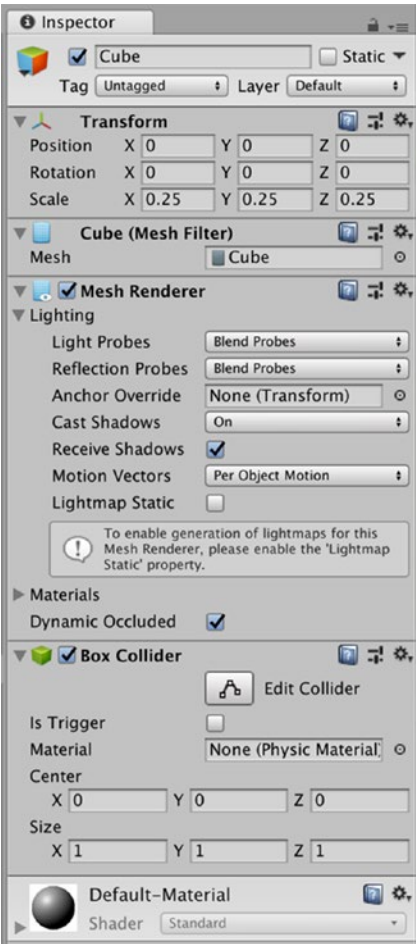 Inspector
Cube Static
Tag Untagged Layer Default
Transform
Position X 0 Y 0 Z 0
Rotation X 0 Y 0 Z 0
Scale X 0.25 Y 0.25 Z 0.25
Cube (Mesh Filter)
Mesh Cube
Mesh Renderer
Lighting
Light Probes Blend Probes
Reflection Probes Blend Probes
Anchor Override None (Transform)
Cast Shadows On
Receive Shadows
Motion Vectors Per Object Motion
Lightmap Static
To enable generation of lightmaps for this
Mesh Renderer, please enable the 'Lightmap
Static' property.
Materials
Dynamic Occluded
Box Collider
Edit Collider
Is Trigger
Material None (Physic Material)
Center
X 0 Y 0 Z 0
Size
X 1 Y 1 Z 1
Default-Material
Shader Standard